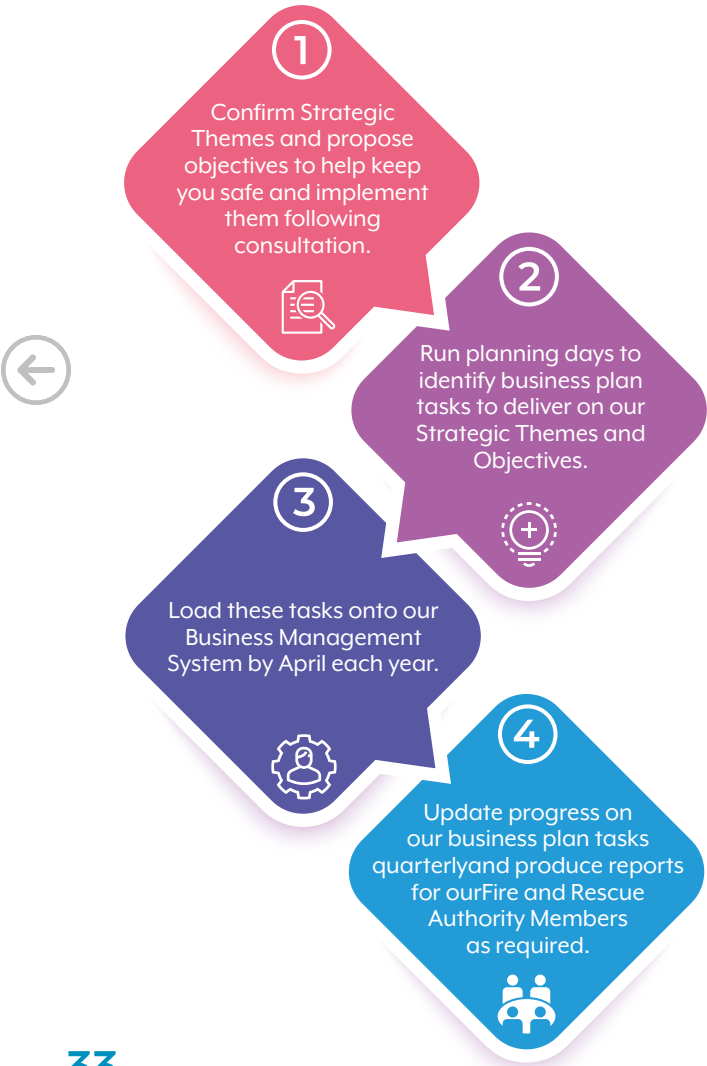 1
Confirm Strategic
Themes and propose
objectives to help keep
you safe and implement
them following
consultation.
2
Run planning days to
identify business plan
tasks to deliver on our
Strategic Themes and
Objectives.
3
Load these tasks onto our
Business Management
System by April each year.
4
Update progress on
our business plan tasks
quarterlyand produce reports
for ourFire and Rescue
Authority Members
as required.
33